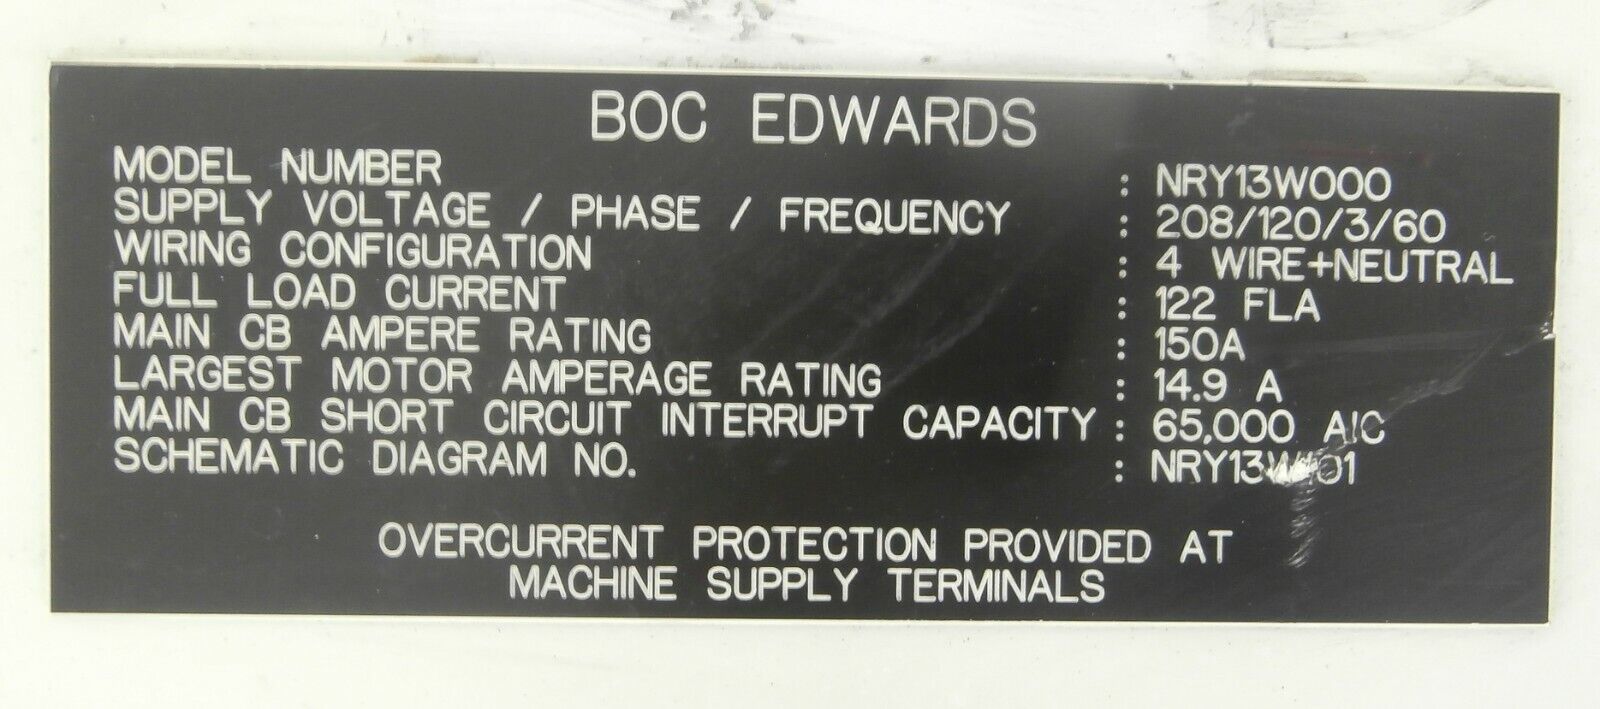 BOC EDWARDS
MODEL NUMBER : NRY13W000
SUPPLY VOLTAGE / PHASE / FREQUENCY : 208/120/3/60
WIRING CONFIGURATION : 4 WIRE+NEUTRAL
FULL LOAD CURRENT : 122 FLA
MAIN CB AMPERE RATING : 150A
LARGEST MOTOR AMPERAGE RATING : 14.9 A
MAIN CB SHORT CIRCUIT INTERRUPT CAPACITY : 65,000 AIC
SCHEMATIC DIAGRAM NO. :
OVERCURRENT PROTECTION PROVIDED AT
MACHINE SUPPLY TERMINALS